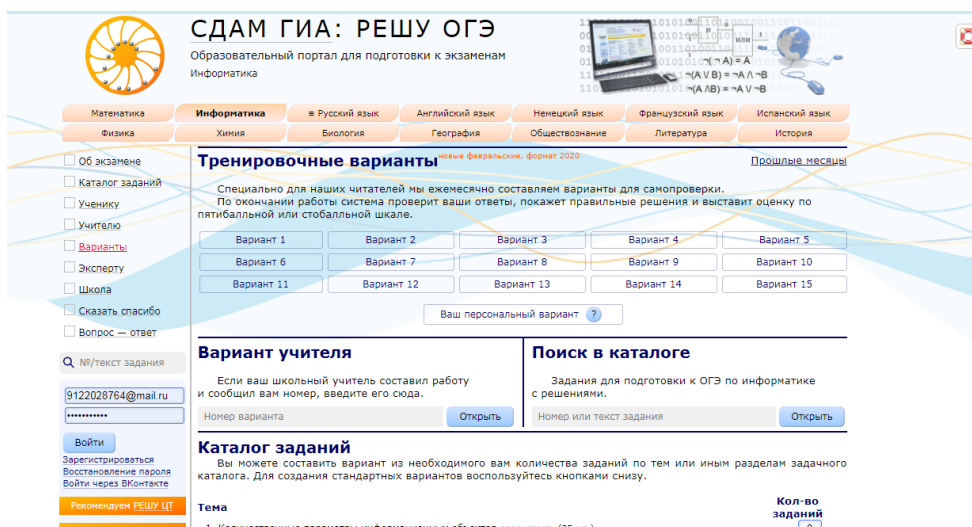 СДАМ ГИА: РЕШУ ОГЭ
Образовательный портал для подготовки к экзаменам
Информатика
или
¬(¬ A) = A
¬(A V B) = ¬A Λ ¬B
¬(A ΛB) = ¬A V ¬B
Математика Информатика ≡ Русский язык Английский язык Немецкий язык Французский язык Испанский язык
Физика Химия Биология География Обществознание Литература История
Об экзамене
Каталог заданий
Ученику
Учителю
Варианты
Эксперту
Школа
Сказать спасибо
Вопрос — ответ
№/текст задания
9122028764@mail.ru
•••••••••••
Войти
Зарегистрироваться
Восстановление пароля
Войти через ВКонтакте
Рекомендуем РЕШУ ЦТ
Тренировочные варианты новые февральские, формат 2020 Прошлые месяцы
Специально для наших читателей мы ежемесячно составляем варианты для самопроверки.
По окончании работы система проверит ваши ответы, покажет правильные решения и выставит оценку по
пятибалльной или стобалльной шкале.
Вариант 1 Вариант 2 Вариант 3 Вариант 4 Вариант 5
Вариант 6 Вариант 7 Вариант 8 Вариант 9 Вариант 10
Вариант 11 Вариант 12 Вариант 13 Вариант 14 Вариант 15
Ваш персональный вариант ?
Вариант учителя
Если ваш школьный учитель составил работу
и сообщил вам номер, введите его сюда.
Номер варианта Открыть
Поиск в каталоге
Задания для подготовки к ОГЭ по информатике
с решениями.
Номер или текст задания Открыть
Каталог заданий
Вы можете составить вариант из необходимого вам количества заданий по тем или иным разделам задачного
каталога. Для создания стандартных вариантов воспользуйтесь кнопками снизу.
Тема Кол-во
заданий